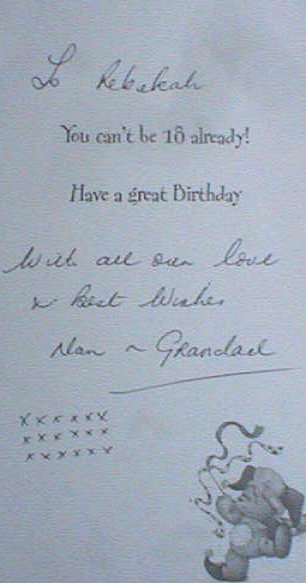 To Rebekah
You can't be 18 already!
Have a great Birthday
With all our love
& best Wishes
Nan & Grandad
xxxxxx
xxxxxx
xxxxxx